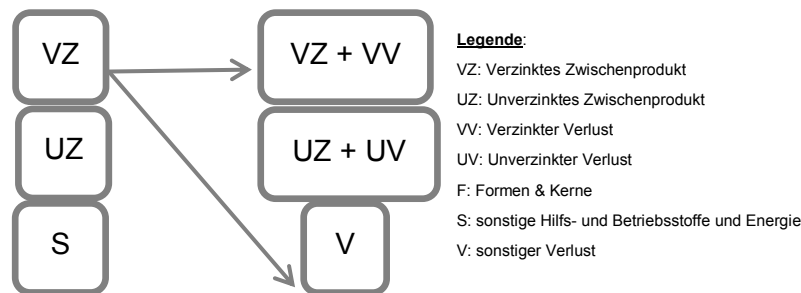 VZ
UZ
S
VZ + VV
UZ + UV
V
Legende:
VZ: Verzinktes Zwischenprodukt
UZ: Unverzinktes Zwischenprodukt
VV: Verzinkter Verlust
UV: Unverzinkter Verlust
F: Formen & Kerne
S: sonstige Hilfs- und Betriebsstoffe und Energie
V: sonstiger Verlust